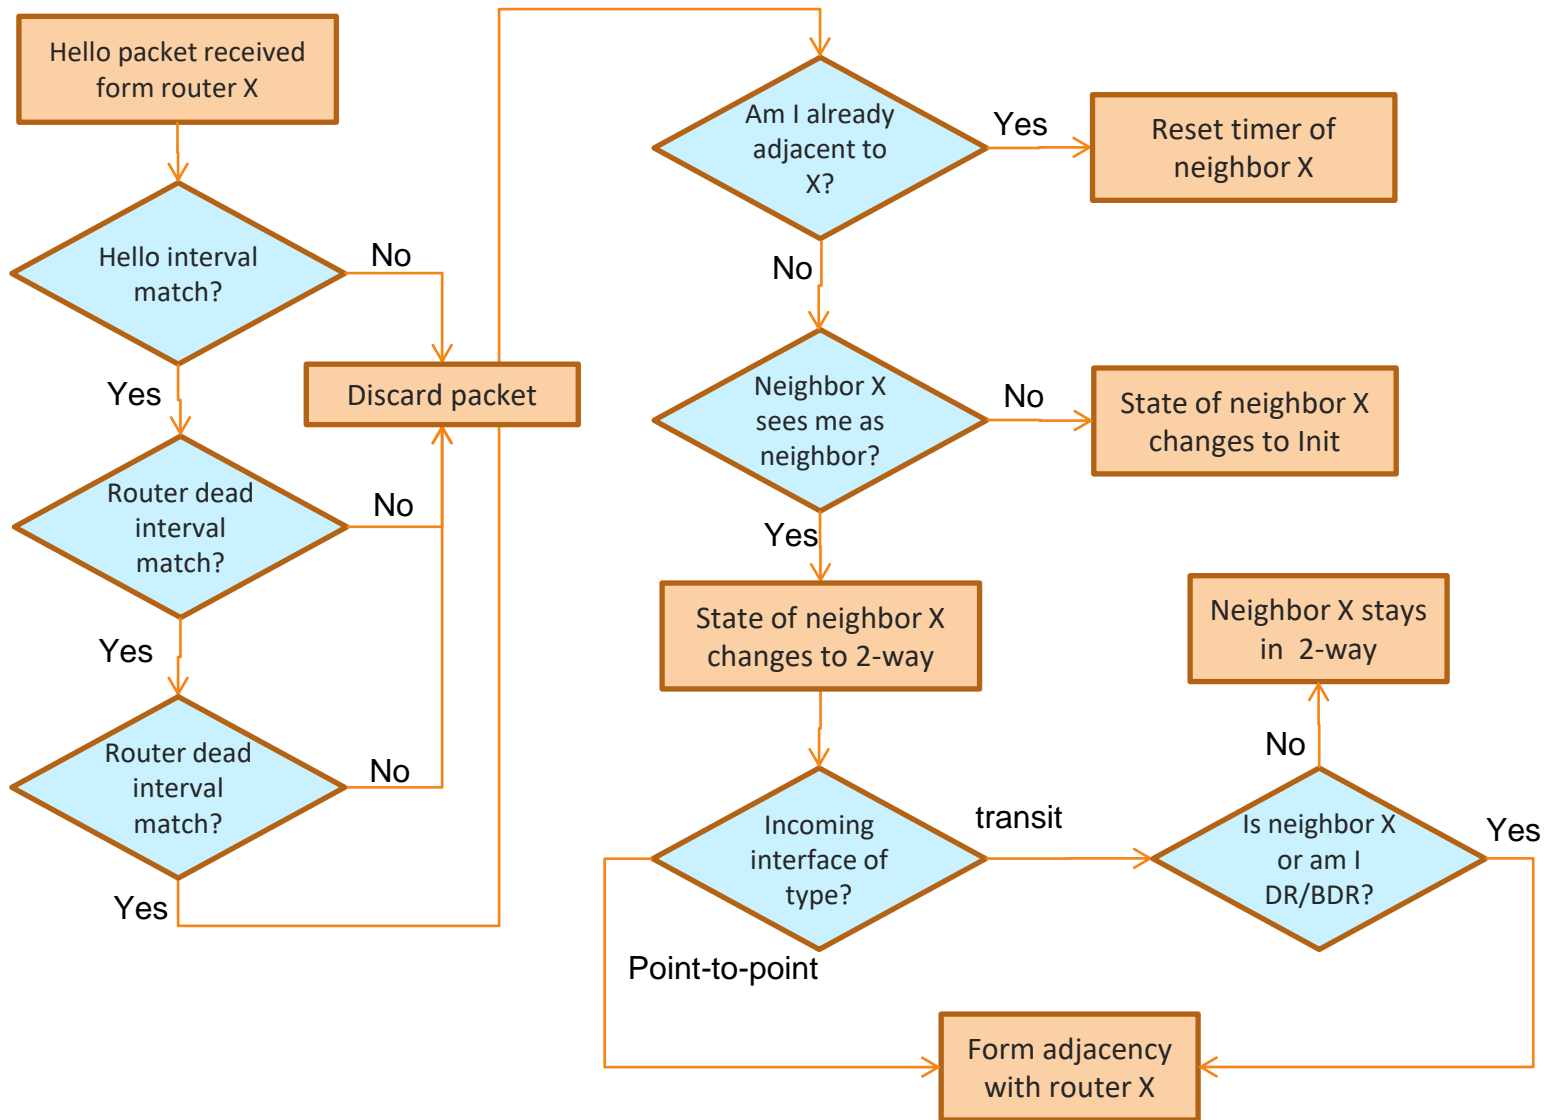 Hello packet received
form router X
Hello interval
match?
No
Yes
Discard packet
Router dead
interval
match?
No
Yes
Router dead
interval
match?
No
Yes
Am I already
adjacent to
X?
Yes
Reset timer of
neighbor X
No
Neighbor X
sees me as
neighbor?
No
State of neighbor X
changes to Init
Yes
State of neighbor X
changes to 2-way
Neighbor X stays
in 2-way
No
Incoming
interface of
type?
transit
Is neighbor X
or am I
DR/BDR?
Yes
Point-to-point
Form adjacency
with router X